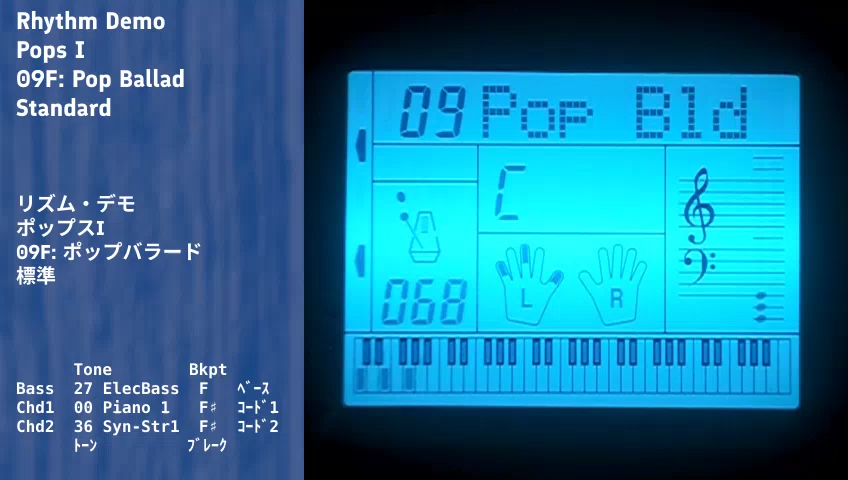 Rhythm Demo
Pops I
09F: Pop Ballad
Standard
リズム・デモ
ポップスI
09F: ポップバラード
標準
Tone Bkpt
Bass 27 ElecBass F ﾍﾞｰｽ
Chd1 00 Piano 1 F♯ ｺｰﾄﾞ1
Chd2 36 Syn-Str1 F♯ ｺｰﾄﾞ2
ﾄｰﾝ ﾌﾞﾚｰｸ
09 Pop Bld
C
068
L R